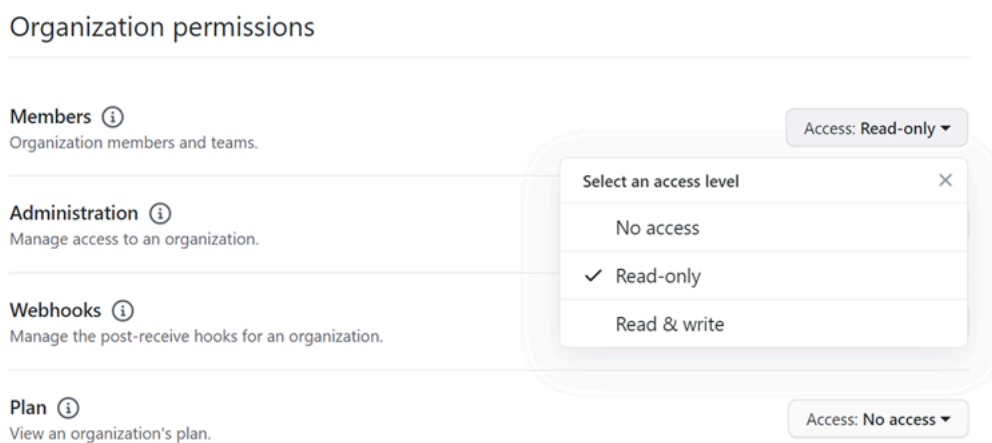 Organization permissions
Members
Organization members and teams.
Access: Read-only
Select an access level
No access
Read-only
Read & write
Administration
Manage access to an organization.
Webhooks
Manage the post-receive hooks for an organization.
Plan
View an organization's plan.
Access: No access